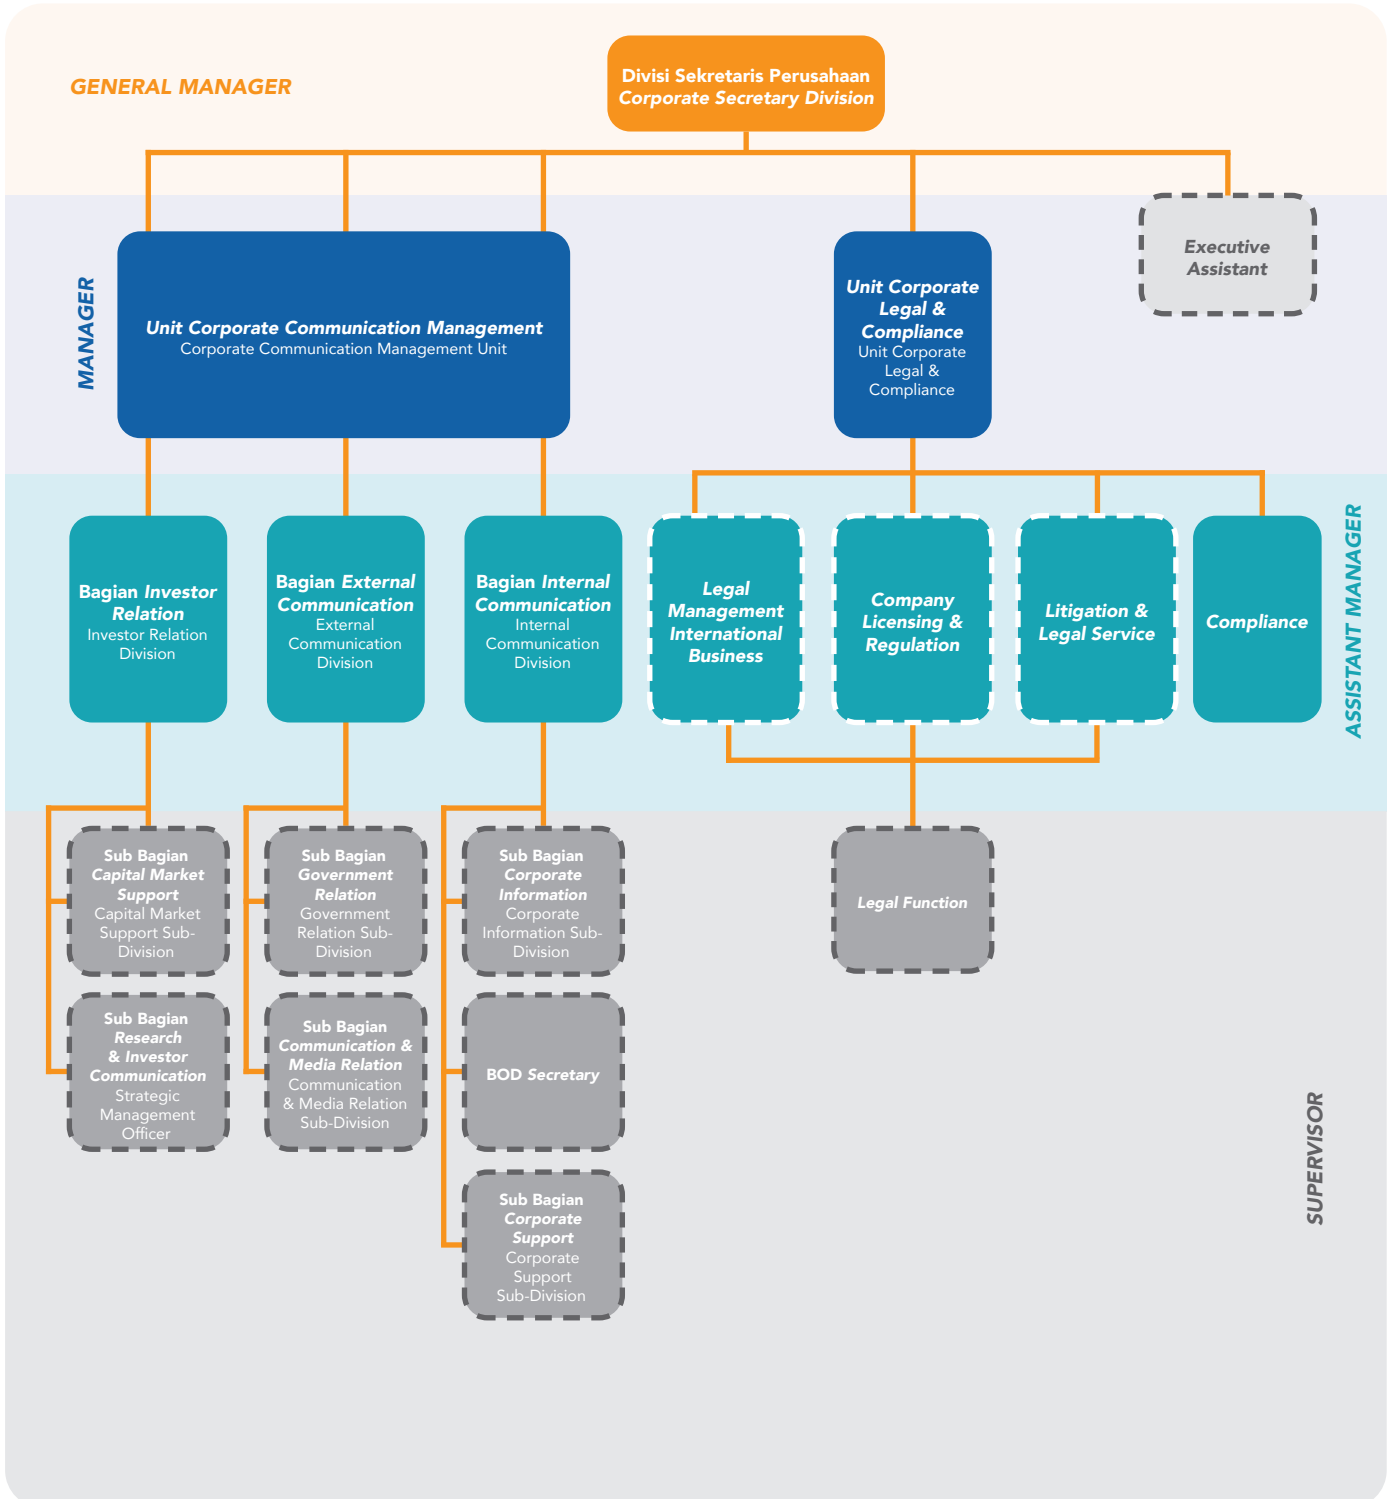 GENERAL MANAGER
Divisi Sekretaris Perusahaan
Corporate Secretary Division
MANAGER
Unit Corporate Communication Management
Corporate Communication Management Unit
Unit Corporate
Legal &
Compliance
Unit Corporate
Legal &
Compliance
Executive
Assistant
ASSISTANT MANAGER
Bagian Investor
Relation
Investor Relation
Division
Bagian External
Communication
External
Communication
Division
Bagian Internal
Communication
Internal
Communication
Division
Legal
Management
International
Business
Company
Licensing &
Regulation
Litigation &
Legal Service
Compliance
SUPERVISOR
Sub Bagian
Capital Market
Support
Capital Market
Support Sub-
Division
Sub Bagian
Government
Relation
Government
Relation Sub-
Division
Sub Bagian
Corporate
Information
Corporate
Information Sub-
Division
Legal Function
Sub Bagian
Research
& Investor
Communication
Strategic
Management
Officer
Sub Bagian
Communication &
Media Relation
Communication
& Media Relation
Sub-Division
BOD Secretary
Sub Bagian
Corporate
Support
Corporate
Support
Sub-Division